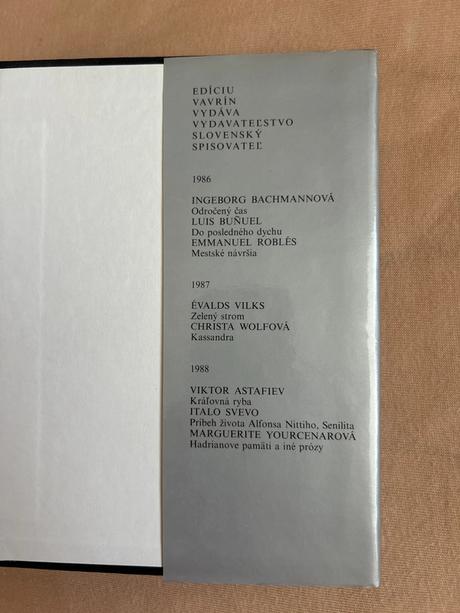 EDÍCIU
VAVRÍN
VYDÁVA
VYDAVATEĽSTVO
SLOVENSKÝ
SPISOVATEĽ
1986
INGEBORG BACHMANNOVÁ
Odročený čas
LUIS BUÑUEL
Do posledného dychu
EMMANUEL ROBLÉS
Mestské návršia
1987
ÉVALDS VILKS
Zelený strom
CHRISTA WOLFOVÁ
Kassandra
1988
VIKTOR ASTAFIEV
Kráľovná ryba
ITALO SVEVO
Príbeh života Alfonsa Nittiho, Senilita
MARGUERITE YOURCENAROVÁ
Hadrianove pamäti a iné prózy